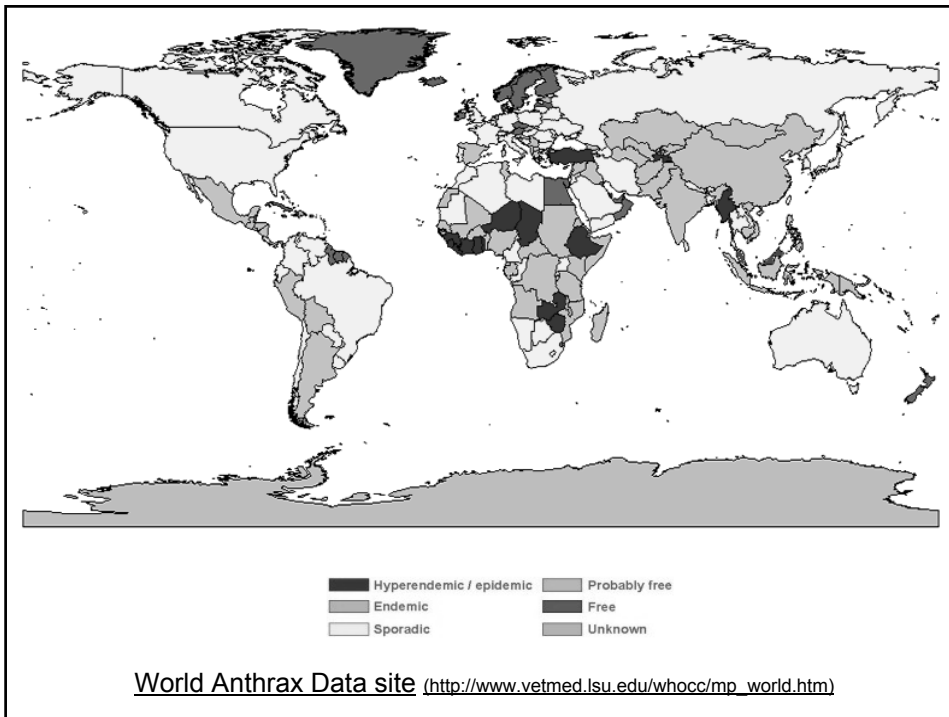 Hyperendemic / epidemic
Endemic
Sporadic
Probably free
Free
Unknown
World Anthrax Data site (http://www.vetmed.lsu.edu/whocc/mp_world.htm)